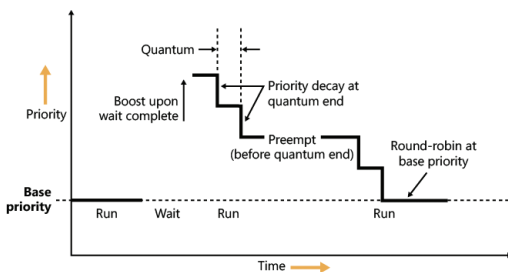 Quantum
Boost upon
wait complete
Priority decay at
quantum end
Priority
Preempt
(before quantum end)
Round-robin at
base priority
Base
priority
Run
Wait
Run
Run
Time